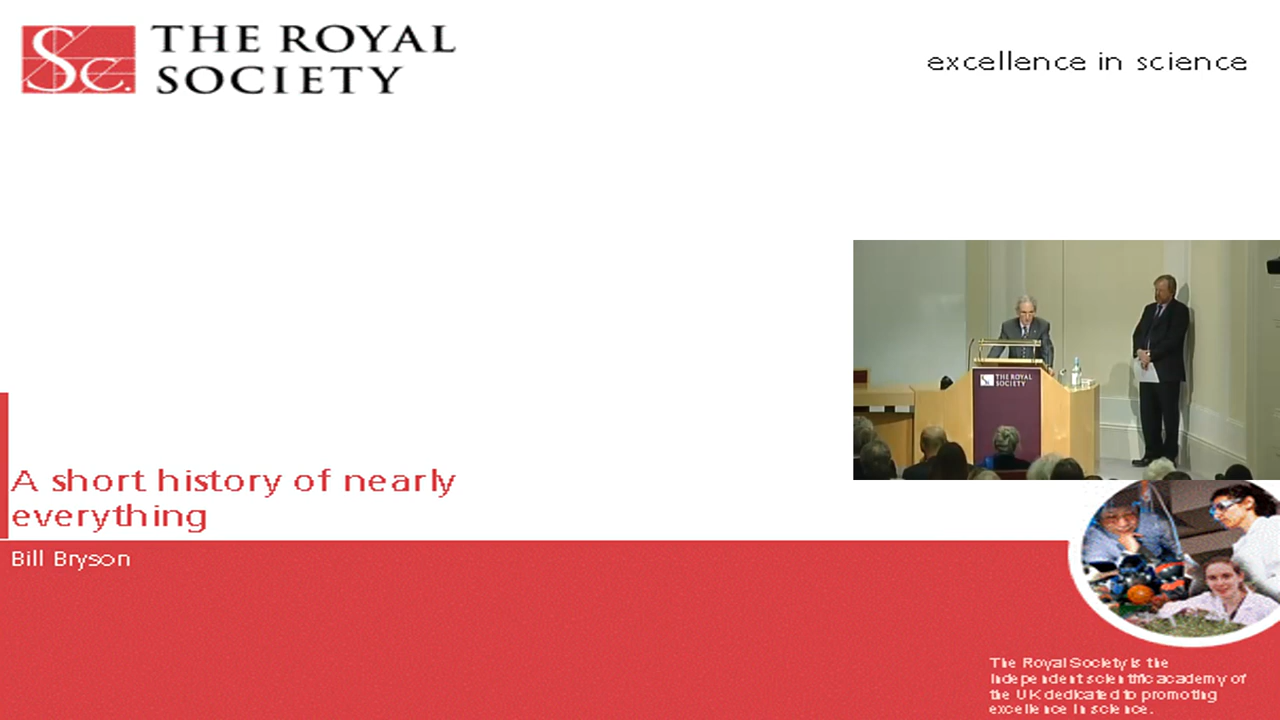 THE ROYAL
SOCIETY
excellence in science
THE ROYAL
SOCIETY
A short history of nearly
everything
Bill Bryson
The Royal Society is the
independent scientific academy of
the UK dedicated to promoting
excellence in science.